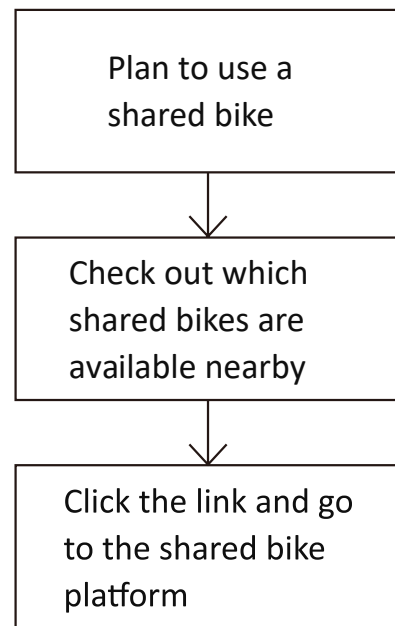 Plan to use a
shared bike
Check out which
shared bikes are
available nearby
Click the link and go
to the shared bike
platform